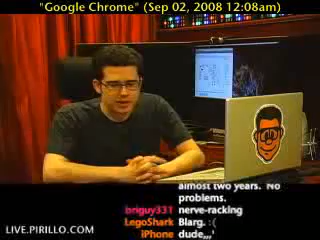 "Google Chrome" (Sep 02, 2008 12:08am)
almost two years. No
problems.
briguy331 nerve-racking
LegoShark Blarg. :(
iPhone dude,,,'
LIVE.PIRILLO.COM